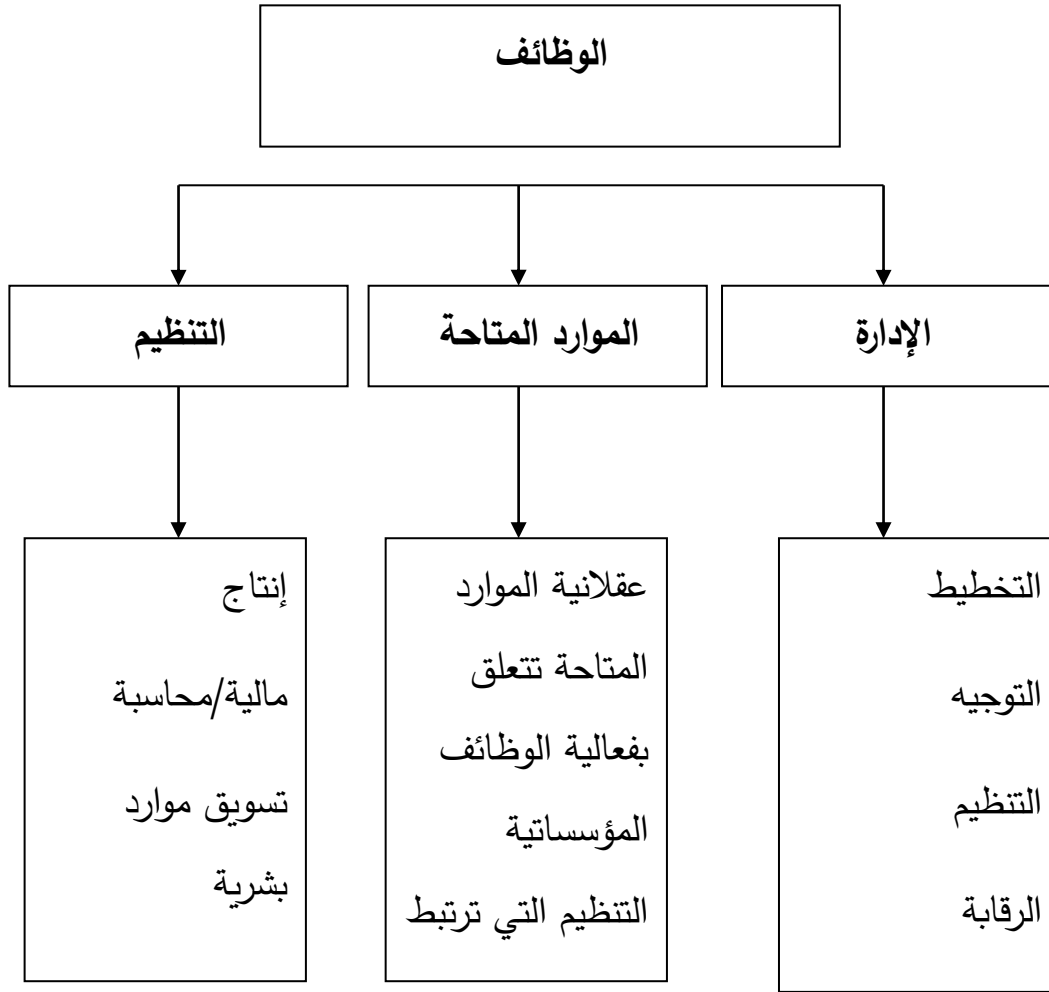 الوظائف
الإدارة
الموارد المتاحة
التنظيم
التخطيط
التوجيه
التنظيم
الرقابة
عقلانية الموارد
المتاحة تتعلق
بفعالية الوظائف
المؤسساتية
التنظيم التي ترتبط
إنتاج
مالية/محاسبة
تسويق موارد
بشرية